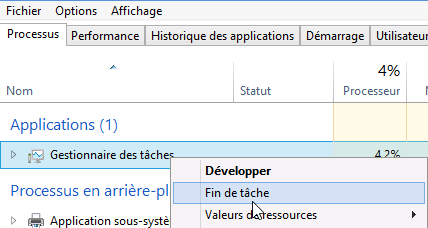 Fichier Options Affichage
Processus Performance Historique des applications Démarrage Utilisateur
4%
Nom Statut Processeur
Applications (1)
Gestionnaire des tâches 4,2%
Développer
Processus en arrière-pl Fin de tâche
Application sous-systè Valeurs de ressources